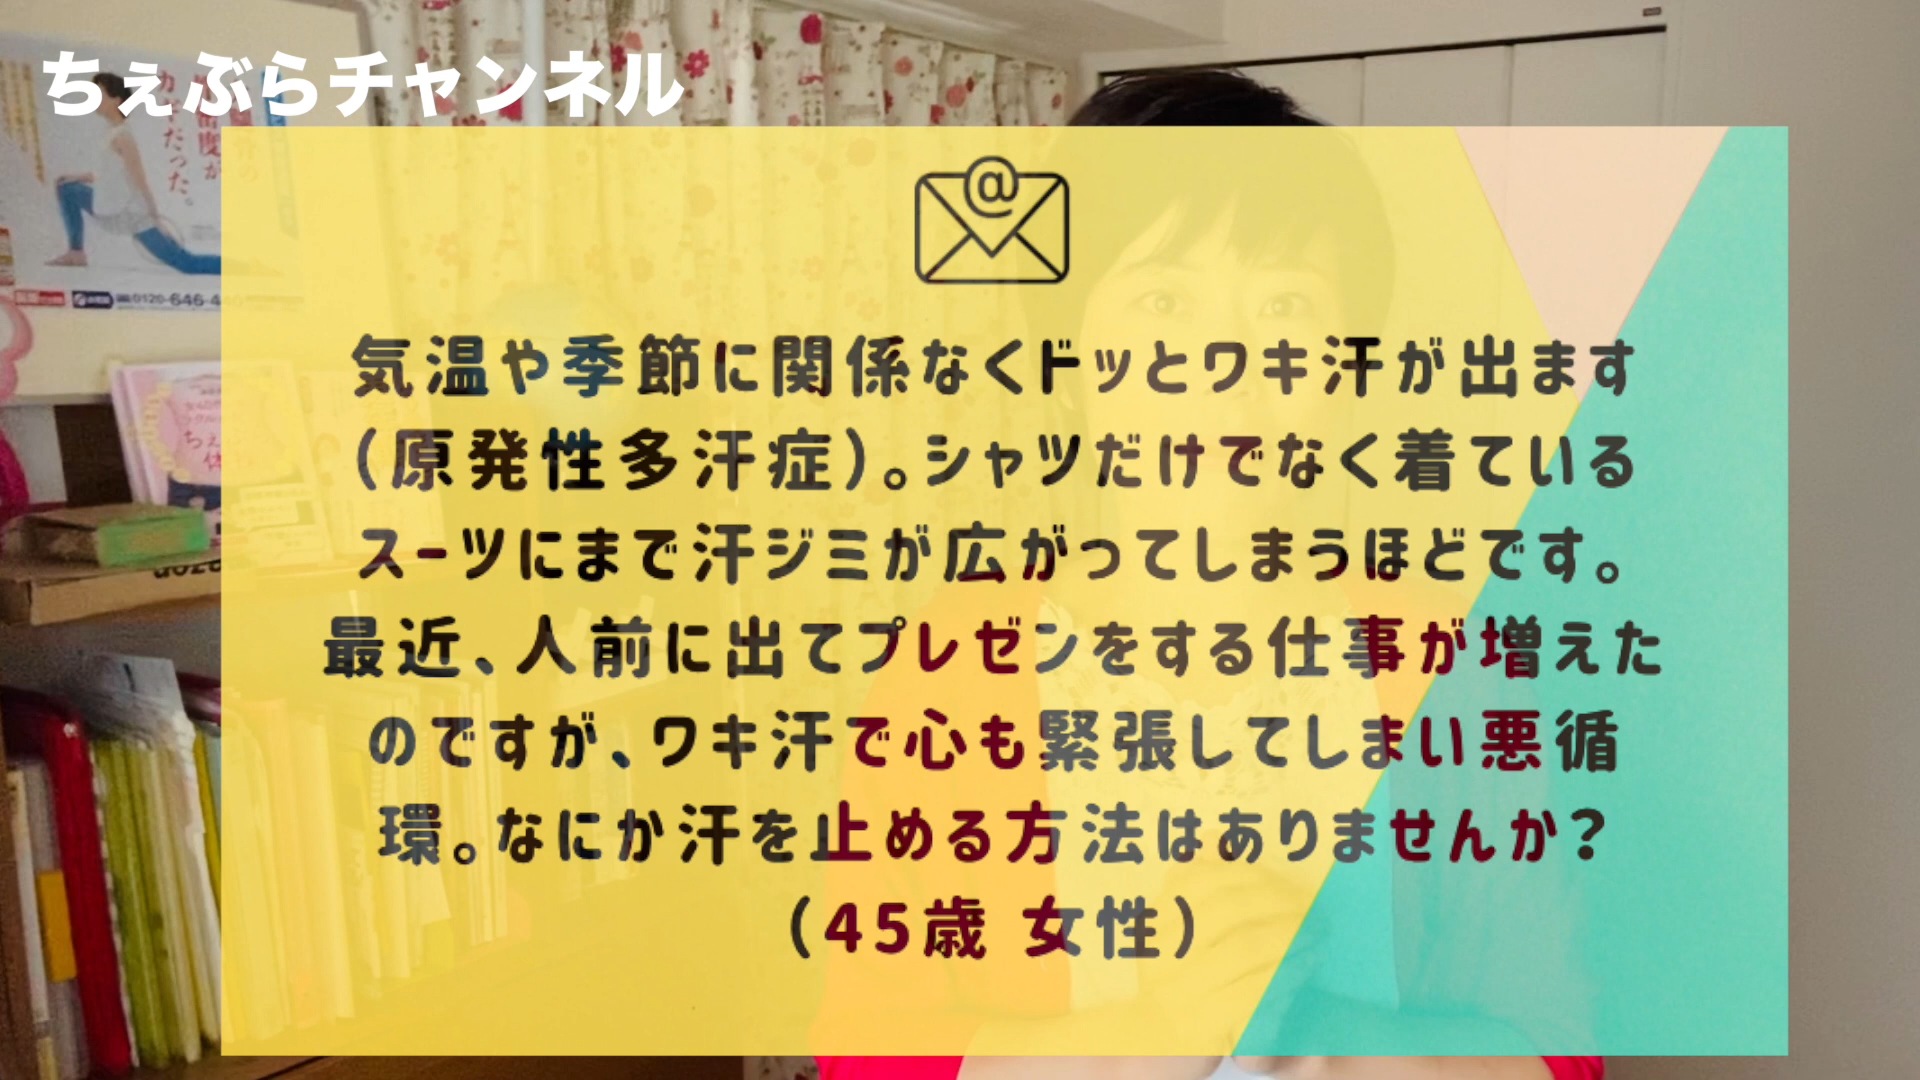 ちぇぶらチャンネル
気温や季節に関係なくドッとワキ汗が出ます
（原発性多汗症）。シャツだけでなく着ている
スーツにまで汗ジミが広がってしまうほどです。
最近、人前に出てプレゼンをする仕事が増えた
のですが、ワキ汗で心も緊張してしまい悪循
環。なにか汗を止める方法はありませんか？
（45歳 女性）
だった。
0120-646-4